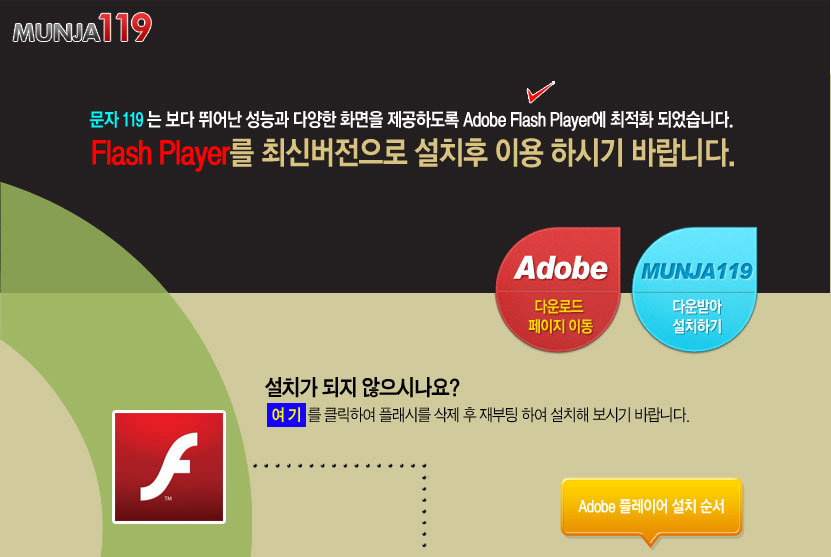 MUNJA119
문자 119 는 보다 뛰어난 성능과 다양한 화면을 제공하도록 Adobe Flash Player에 최적화 되었습니다.
Flash Player를 최신버전으로 설치후 이용 하시기 바랍니다.
Adobe
다운로드
페이지 이동
MUNJA119
다운받아
설치하기
설치가 되지 않으시나요?
여 기 를 클릭하여 플래시를 삭제 후 재부팅 하여 설치해 보시기 바랍니다.
TM
Adobe 플레이어 설치 순서